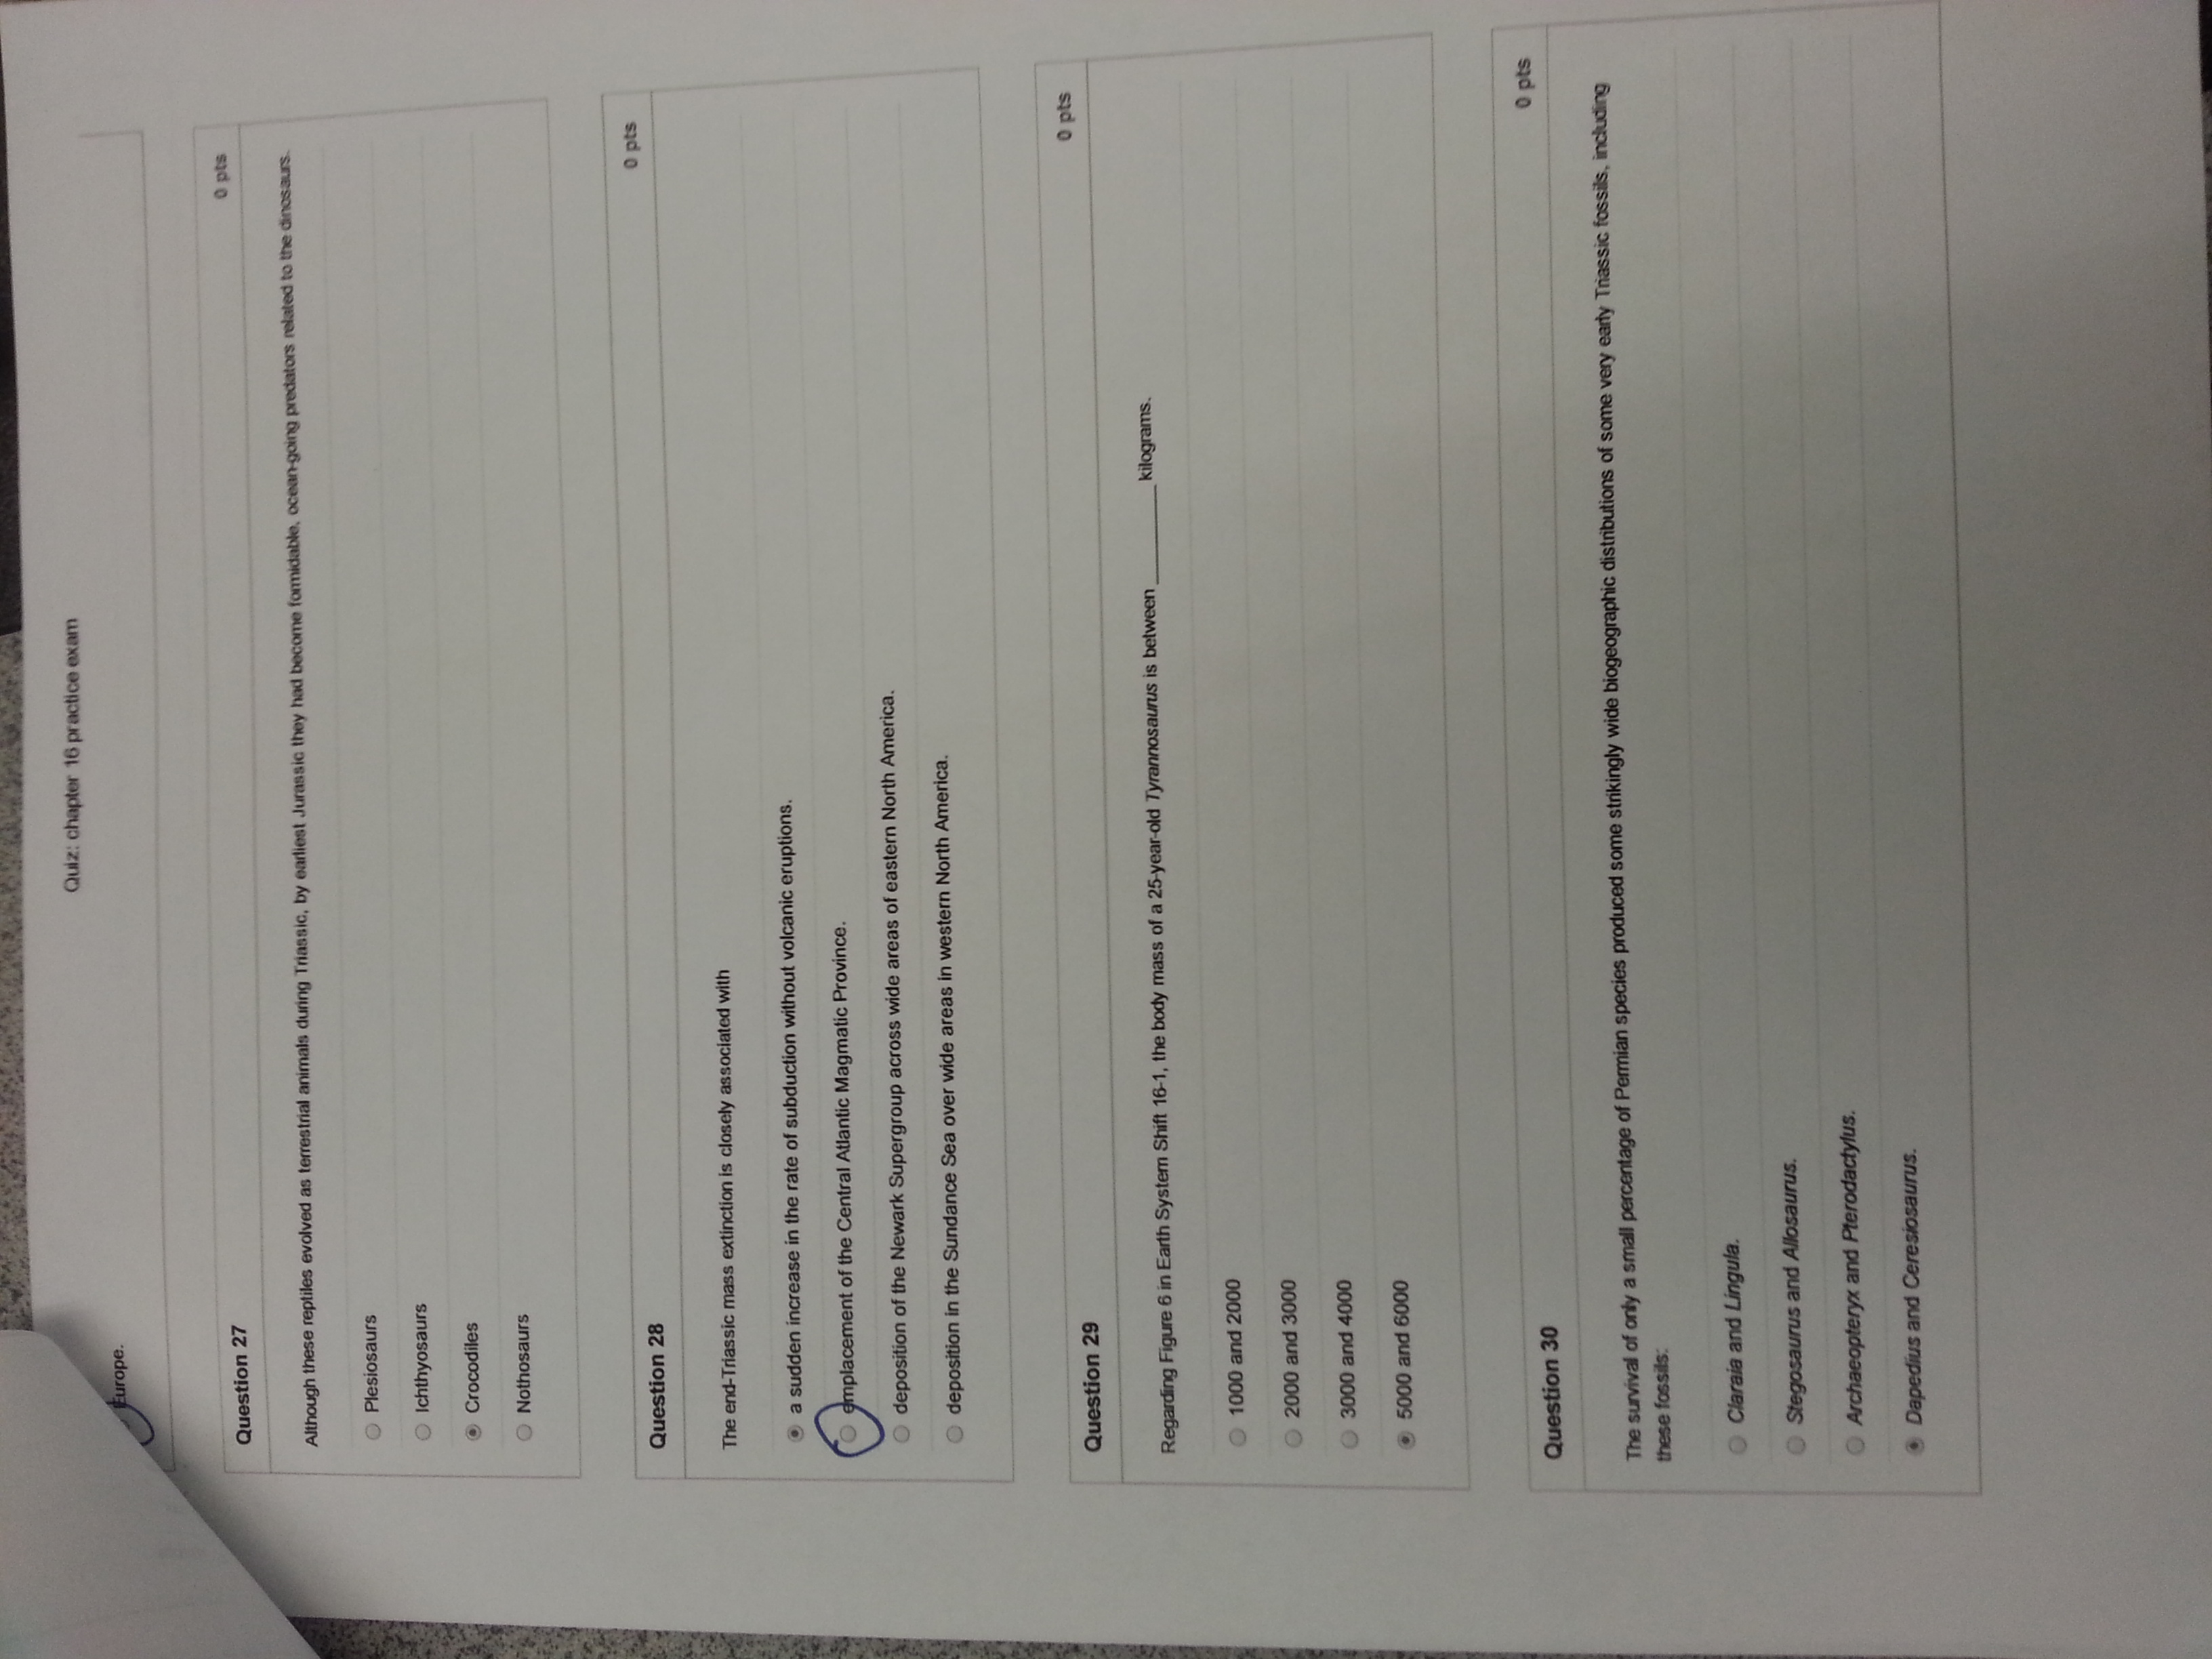 Quiz: chapter 16 practice exam
Europe.
Question 27
0 pts
Although these reptiles evolved as terrestrial animals during Triassic, by earliest Jurassic they had become formidable, ocean-going predators related to the dinosaurs.
Plesiosaurs
Ichthyosaurs
Crocodiles
Nothosaurs
Question 28
0 pts
The end-Triassic mass extinction is closely associated with
a sudden increase in the rate of subduction without volcanic eruptions.
emplacement of the Central Atlantic Magmatic Province.
deposition of the Newark Supergroup across wide areas of eastern North America.
deposition in the Sundance Sea over wide areas in western North America.
Question 29
0 pts
Regarding Figure 6 in Earth System Shift 16-1, the body mass of a 25-year-old Tyrannosaurus is between __________ kilograms.
1000 and 2000
2000 and 3000
3000 and 4000
5000 and 6000
Question 30
0 pts
The survival of only a small percentage of Permian species produced some strikingly wide biogeographic distributions of some very early Triassic fossils, including
these fossils:
Claraia and Lingula.
Stegosaurus and Allosaurus.
Archaeopteryx and Pterodactylus.
Dapedius and Ceresiosaurus.